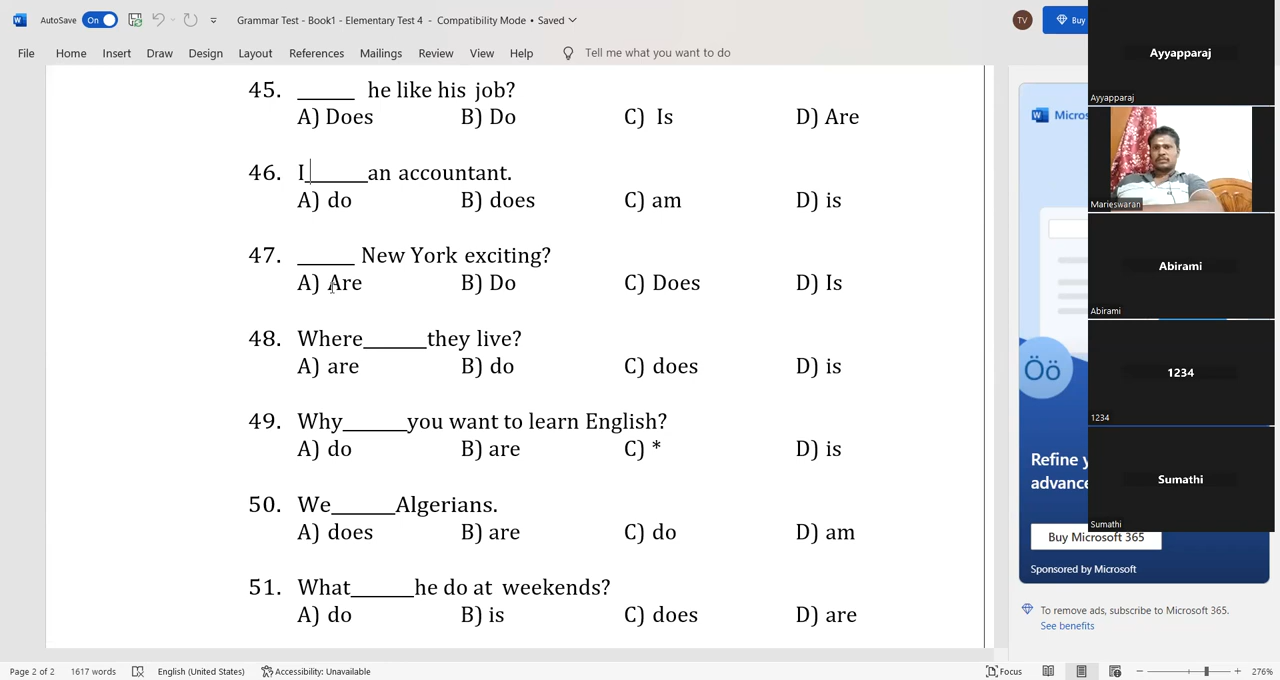 AutoSave On Grammar Test - Book1 - Elementary Test 4 - Compatibility Mode • Saved TV Buy
File Home Insert Draw Design Layout References Mailings Review View Help Tell me what you want to do
45. _____ he like his job?
A) Does B) Do C) Is D) Are
46. I______an accountant.
A) do B) does C) am D) is
47. _____ New York exciting?
A) Are B) Do C) Does D) Is
48. Where______they live?
A) are B) do C) does D) is
49. Why______you want to learn English?
A) do B) are C) * D) is
50. We______Algerians.
A) does B) are C) do D) am
51. What______he do at weekends?
A) do B) is C) does D) are
Ayyapparaj
Ayyapparaj
Marieswaran
Abirami
Abirami
1234
1234
Sumathi
Sumathi
Micros
Öö
Refine
advance
Buy Microsoft 365
Sponsored by Microsoft
To remove ads, subscribe to Microsoft 365.
See benefits
Page 2 of 2 1617 words English (United States) Accessibility: Unavailable Focus 276%